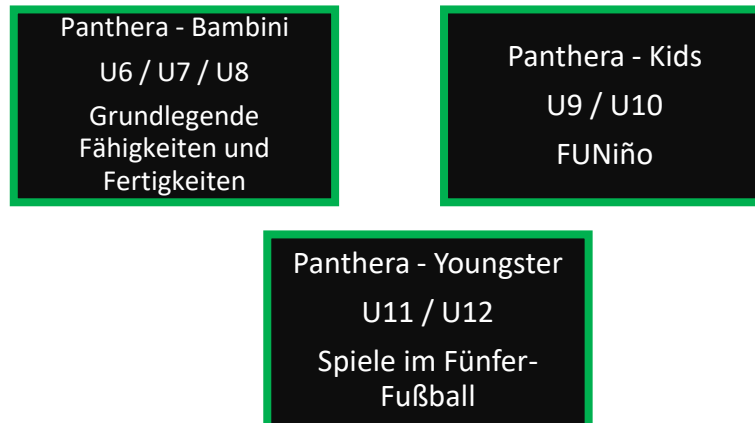 Panthera - Bambini
U6 / U7 / U8
Grundlegende
Fähigkeiten und
Fertigkeiten
Panthera - Kids
U9 / U10
FUNiño
Panthera - Youngster
U11 / U12
Spiele im Fünfer-
Fußball